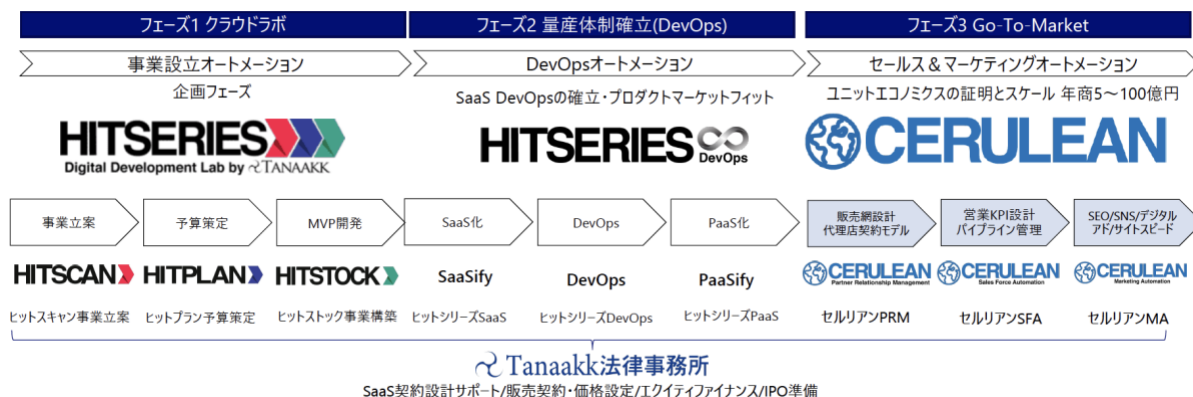 フェーズ1 クラウドラボ
フェーズ2 量産体制確立(DevOps)
フェーズ3 Go-To-Market
事業設立オートメーション
DevOpsオートメーション
セールス&マーケティングオートメーション
企画フェーズ
SaaS DevOpsの確立・プロダクトマーケットフィット
ユニットエコノミクスの証明とスケール 年商5～100億円
HITSERIES
Digital Development Lab by TANAAKK
HITSERIES DevOps
CERULEAN
事業立案
予算策定
MVP開発
SaaS化
DevOps
PaaS化
販売網設計
代理店契約モデル
営業KPI設計
パイプライン管理
SEO/SNS/デジタル
アド/サイトスピード
HITSCAN
HITPLAN
HITSTOCK
SaaSify
DevOps
PaaSify
CERULEAN
Partner Relationship Management
CERULEAN
Sales Force Automation
CERULEAN
Marketing Automation
ヒットスキャン事業立案
ヒットプラン予算策定
ヒットストック事業構築
ヒットシリーズSaaS
ヒットシリーズDevOps
ヒットシリーズPaaS
セルリアンPRM
セルリアンSFA
セルリアンMA
Tanaakk法律事務所
SaaS契約設計サポート/販売契約・価格設定/エクイティファイナンス/IPO準備